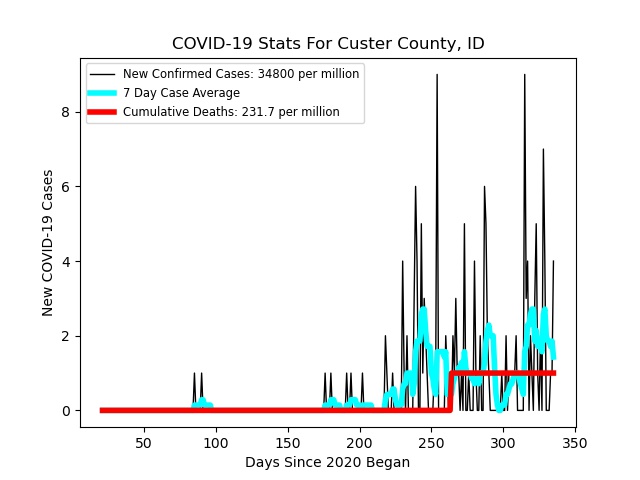 COVID-19 Stats For Custer County, ID
New Confirmed Cases: 34800 per million
7 Day Case Average
Cumulative Deaths: 231.7 per million
New COVID-19 Cases
8
6
4
2
0
50 100 150 200 250 300 350
Days Since 2020 Began